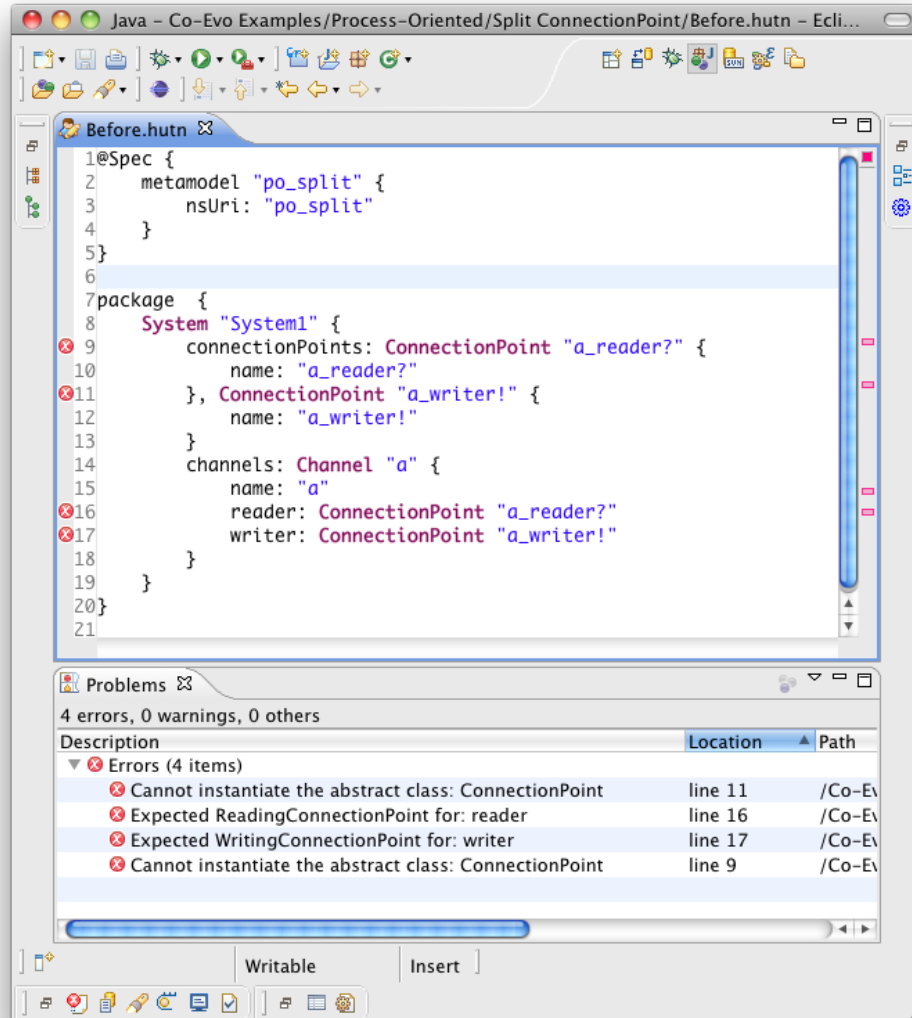 Java – Co-Evo Examples/Process-Oriented/Split ConnectionPoint/Before.hutn – Ecli...
Before.hutn
1@Spec {
2 metamodel "po_split" {
3 nsUri: "po_split"
4 }
5}
6
7package  {
8 System "System1" {
9 connectionPoints: ConnectionPoint "a_reader?" {
10 name: "a_reader?"
11 }, ConnectionPoint "a_writer!" {
12 name: "a_writer!"
13 }
14 channels: Channel "a" {
15 name: "a"
16 reader: ConnectionPoint "a_reader?"
17 writer: ConnectionPoint "a_writer!"
18 }
19 }
20}
21
Problems
4 errors, 0 warnings, 0 others
Description Location Path
Errors (4 items)
Cannot instantiate the abstract class: ConnectionPoint line 11 /Co-Ev
Expected ReadingConnectionPoint for: reader line 16 /Co-Ev
Expected WritingConnectionPoint for: writer line 17 /Co-Ev
Cannot instantiate the abstract class: ConnectionPoint line 9 /Co-Ev
Writable Insert